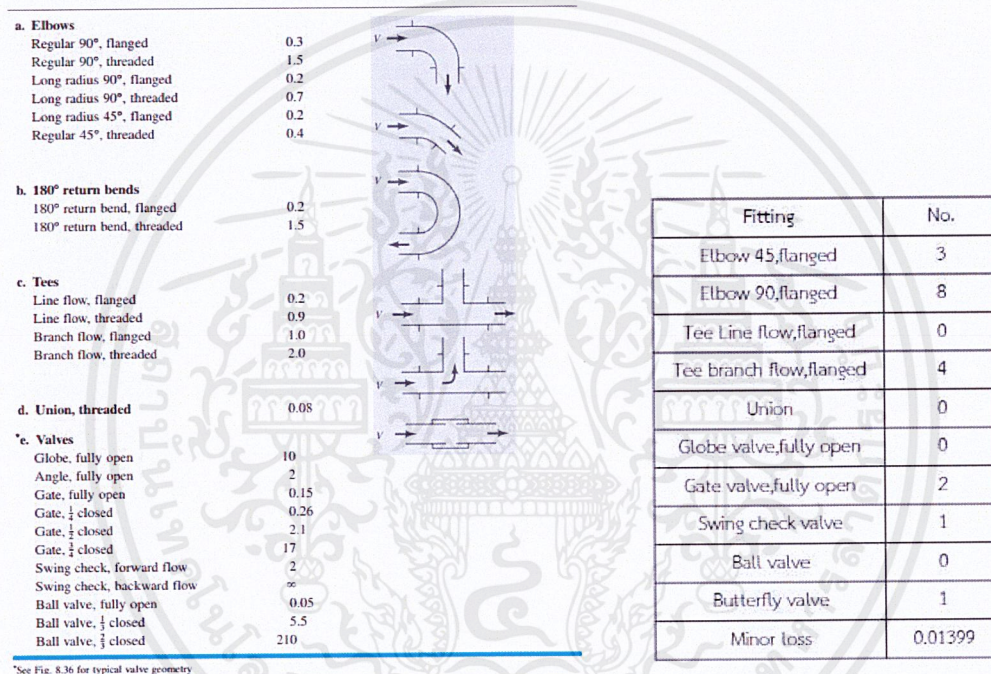 a. Elbows
Regular 90°, flanged 0.3
Regular 90°, threaded 1.5
Long radius 90°, flanged 0.2
Long radius 90°, threaded 0.7
Long radius 45°, flanged 0.2
Regular 45°, threaded 0.4
V
V
b. 180° return bends
180° return bend, flanged 0.2
180° return bend, threaded 1.5
V
c. Tees
Line flow, flanged 0.2
Line flow, threaded 0.9
Branch flow, flanged 1.0
Branch flow, threaded 2.0
V
V
d. Union, threaded 0.08
V
*e. Valves
Globe, fully open 10
Angle, fully open 2
Gate, fully open 0.15
Gate, 1/4 closed 0.26
Gate, 1/2 closed 2.1
Gate, 3/4 closed 17
Swing check, forward flow 2
Swing check, backward flow ∞
Ball valve, fully open 0.05
Ball valve, 1/3 closed 5.5
Ball valve, 2/3 closed 210
*See Fig. 8.36 for typical valve geometry
Fitting No.
Elbow 45,flanged 3
Elbow 90,flanged 8
Tee Line flow,flanged 0
Tee branch flow,flanged 4
Union 0
Globe valve,fully open 0
Gate valve,fully open 2
Swing check valve 1
Ball valve 0
Butterfly valve 1
Minor loss 0.01399